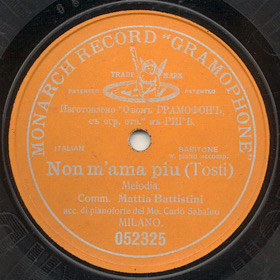 MONARCH RECORD "GRAMOPHONE"
TRADE MARK
PATENTED PATENTED
Изготовлено "Общ. ГРАМОФОНЪ,
съ огр. отв." въ РИГѢ.
ITALIAN BARITONE
Non m'ama più (Tosti)
Melodia.
Comm. Mattia Battistini
acc. di pianoforte del Mo. Carlo Sabajno
MILANO.
052325